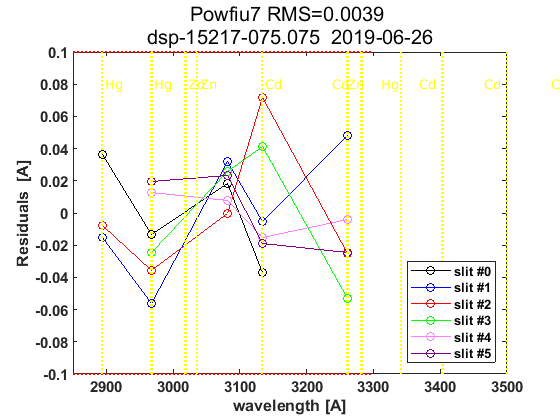 Powfiu7 RMS=0.0039
dsp-15217-075.075 2019-06-26
Residuals [A]
0.1
0.08
0.06
0.04
0.02
0
-0.02
-0.04
-0.06
-0.08
-0.1
Hg Hg Zn Zn Cd Cd Zn Hg Cd Cd C
slit #0
slit #1
slit #2
slit #3
slit #4
slit #5
2900 3000 3100 3200 3300 3400 3500
wavelength [A]